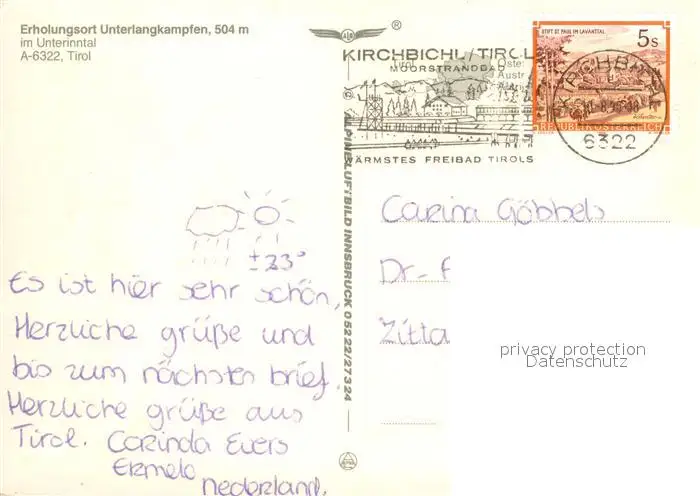 Erholungsort Unterlangkampfen, 504 m
im Unterinntal
A-6322, Tirol
®
KIRCHBICHL/TIROL
MOORSTRANDBAD
WÄRMSTES FREIBAD TIROLS
STIFT ST. PAUL IM LAVANTTAL
5s
REPUBLIK ÖSTERREICH
6322
ALPINE LUFTBILD INNSBRUCK 05222/27324
± 23°
Es ist hier sehr schön,
Herzliche grüße und
bis zum nächsten brief.
Herzliche grüße aus
Tirol. Carinda Evers
Ermelo
nederland.
Carina Göbbels
Dr.-
Zitta
privacy protection
Datenschutz